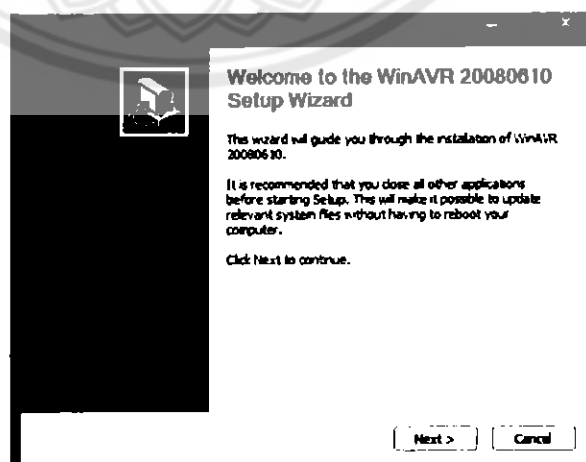 Welcome to the WinAVR 20080610
Setup Wizard
This wizard will guide you through the installation of WinAVR
20080610.
It is recommended that you close all other applications
before starting Setup. This will make it possible to update
relevant system files without having to reboot your
computer.
Click Next to continue.
Next >
Cancel